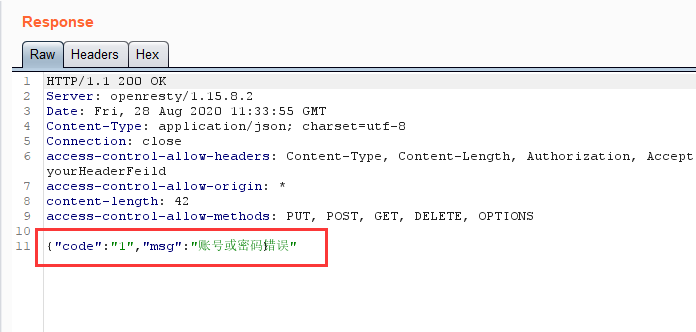 Response
Raw Headers Hex
1 HTTP/1.1 200 OK
2 Server: openresty/1.15.8.2
3 Date: Fri, 28 Aug 2020 11:33:55 GMT
4 Content-Type: application/json; charset=utf-8
5 Connection: close
6 access-control-allow-headers: Content-Type, Content-Length, Authorization, Accept
yourHeaderFeild
7 access-control-allow-origin: *
8 content-length: 42
9 access-control-allow-methods: PUT, POST, GET, DELETE, OPTIONS
10
11 {"code":"1","msg":"账号或密码错误"